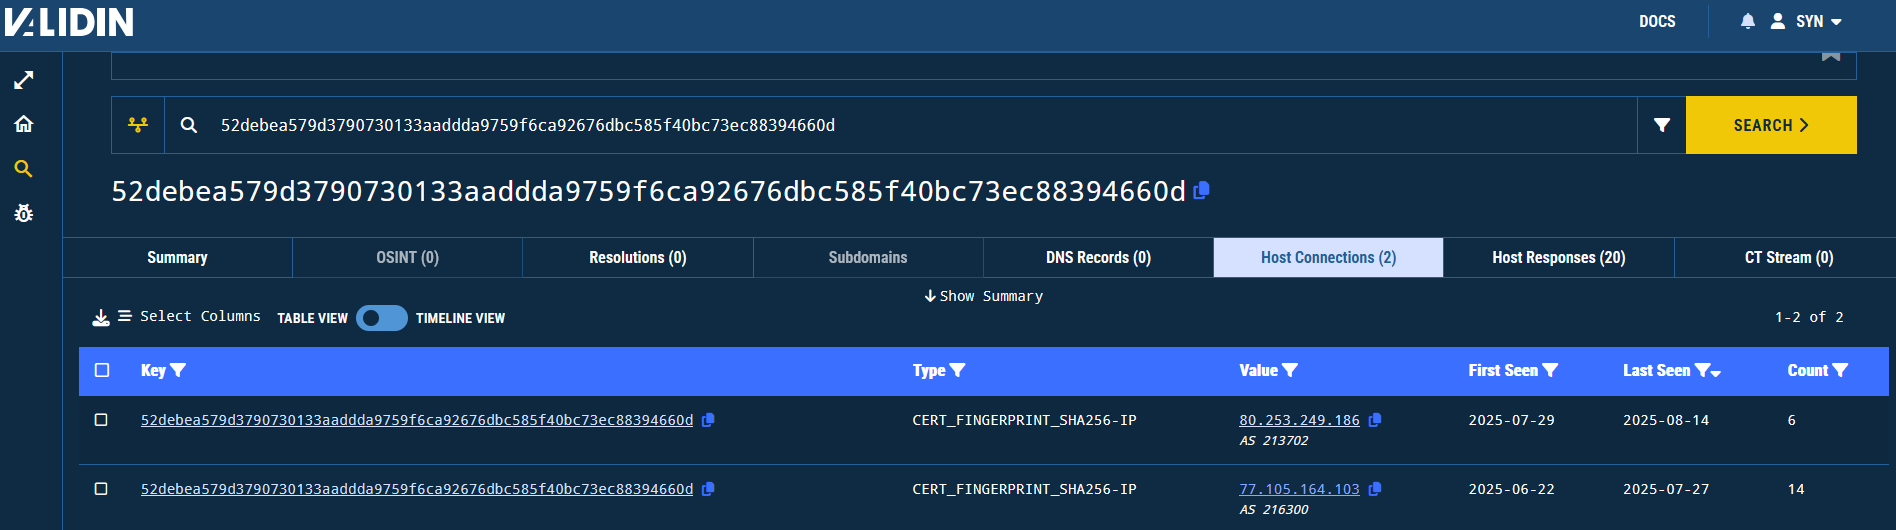 VALIDIN
DOCS
SYN
52debea579d3790730133aaddda9759f6ca92676dbc585f40bc73ec88394660d
SEARCH
52debea579d3790730133aaddda9759f6ca92676dbc585f40bc73ec88394660d
Summary OSINT (0) Resolutions (0) Subdomains DNS Records (0) Host Connections (2) Host Responses (20) CT Stream (0)
Show Summary
Select Columns TABLE VIEW TIMELINE VIEW 1-2 of 2
Key Type Value First Seen Last Seen Count
52debea579d3790730133aaddda9759f6ca92676dbc585f40bc73ec88394660d CERT_FINGERPRINT_SHA256-IP 80.253.249.186 2025-07-29 2025-08-14 6
AS 213702
52debea579d3790730133aaddda9759f6ca92676dbc585f40bc73ec88394660d CERT_FINGERPRINT_SHA256-IP 77.105.164.103 2025-06-22 2025-07-27 14
AS 216300